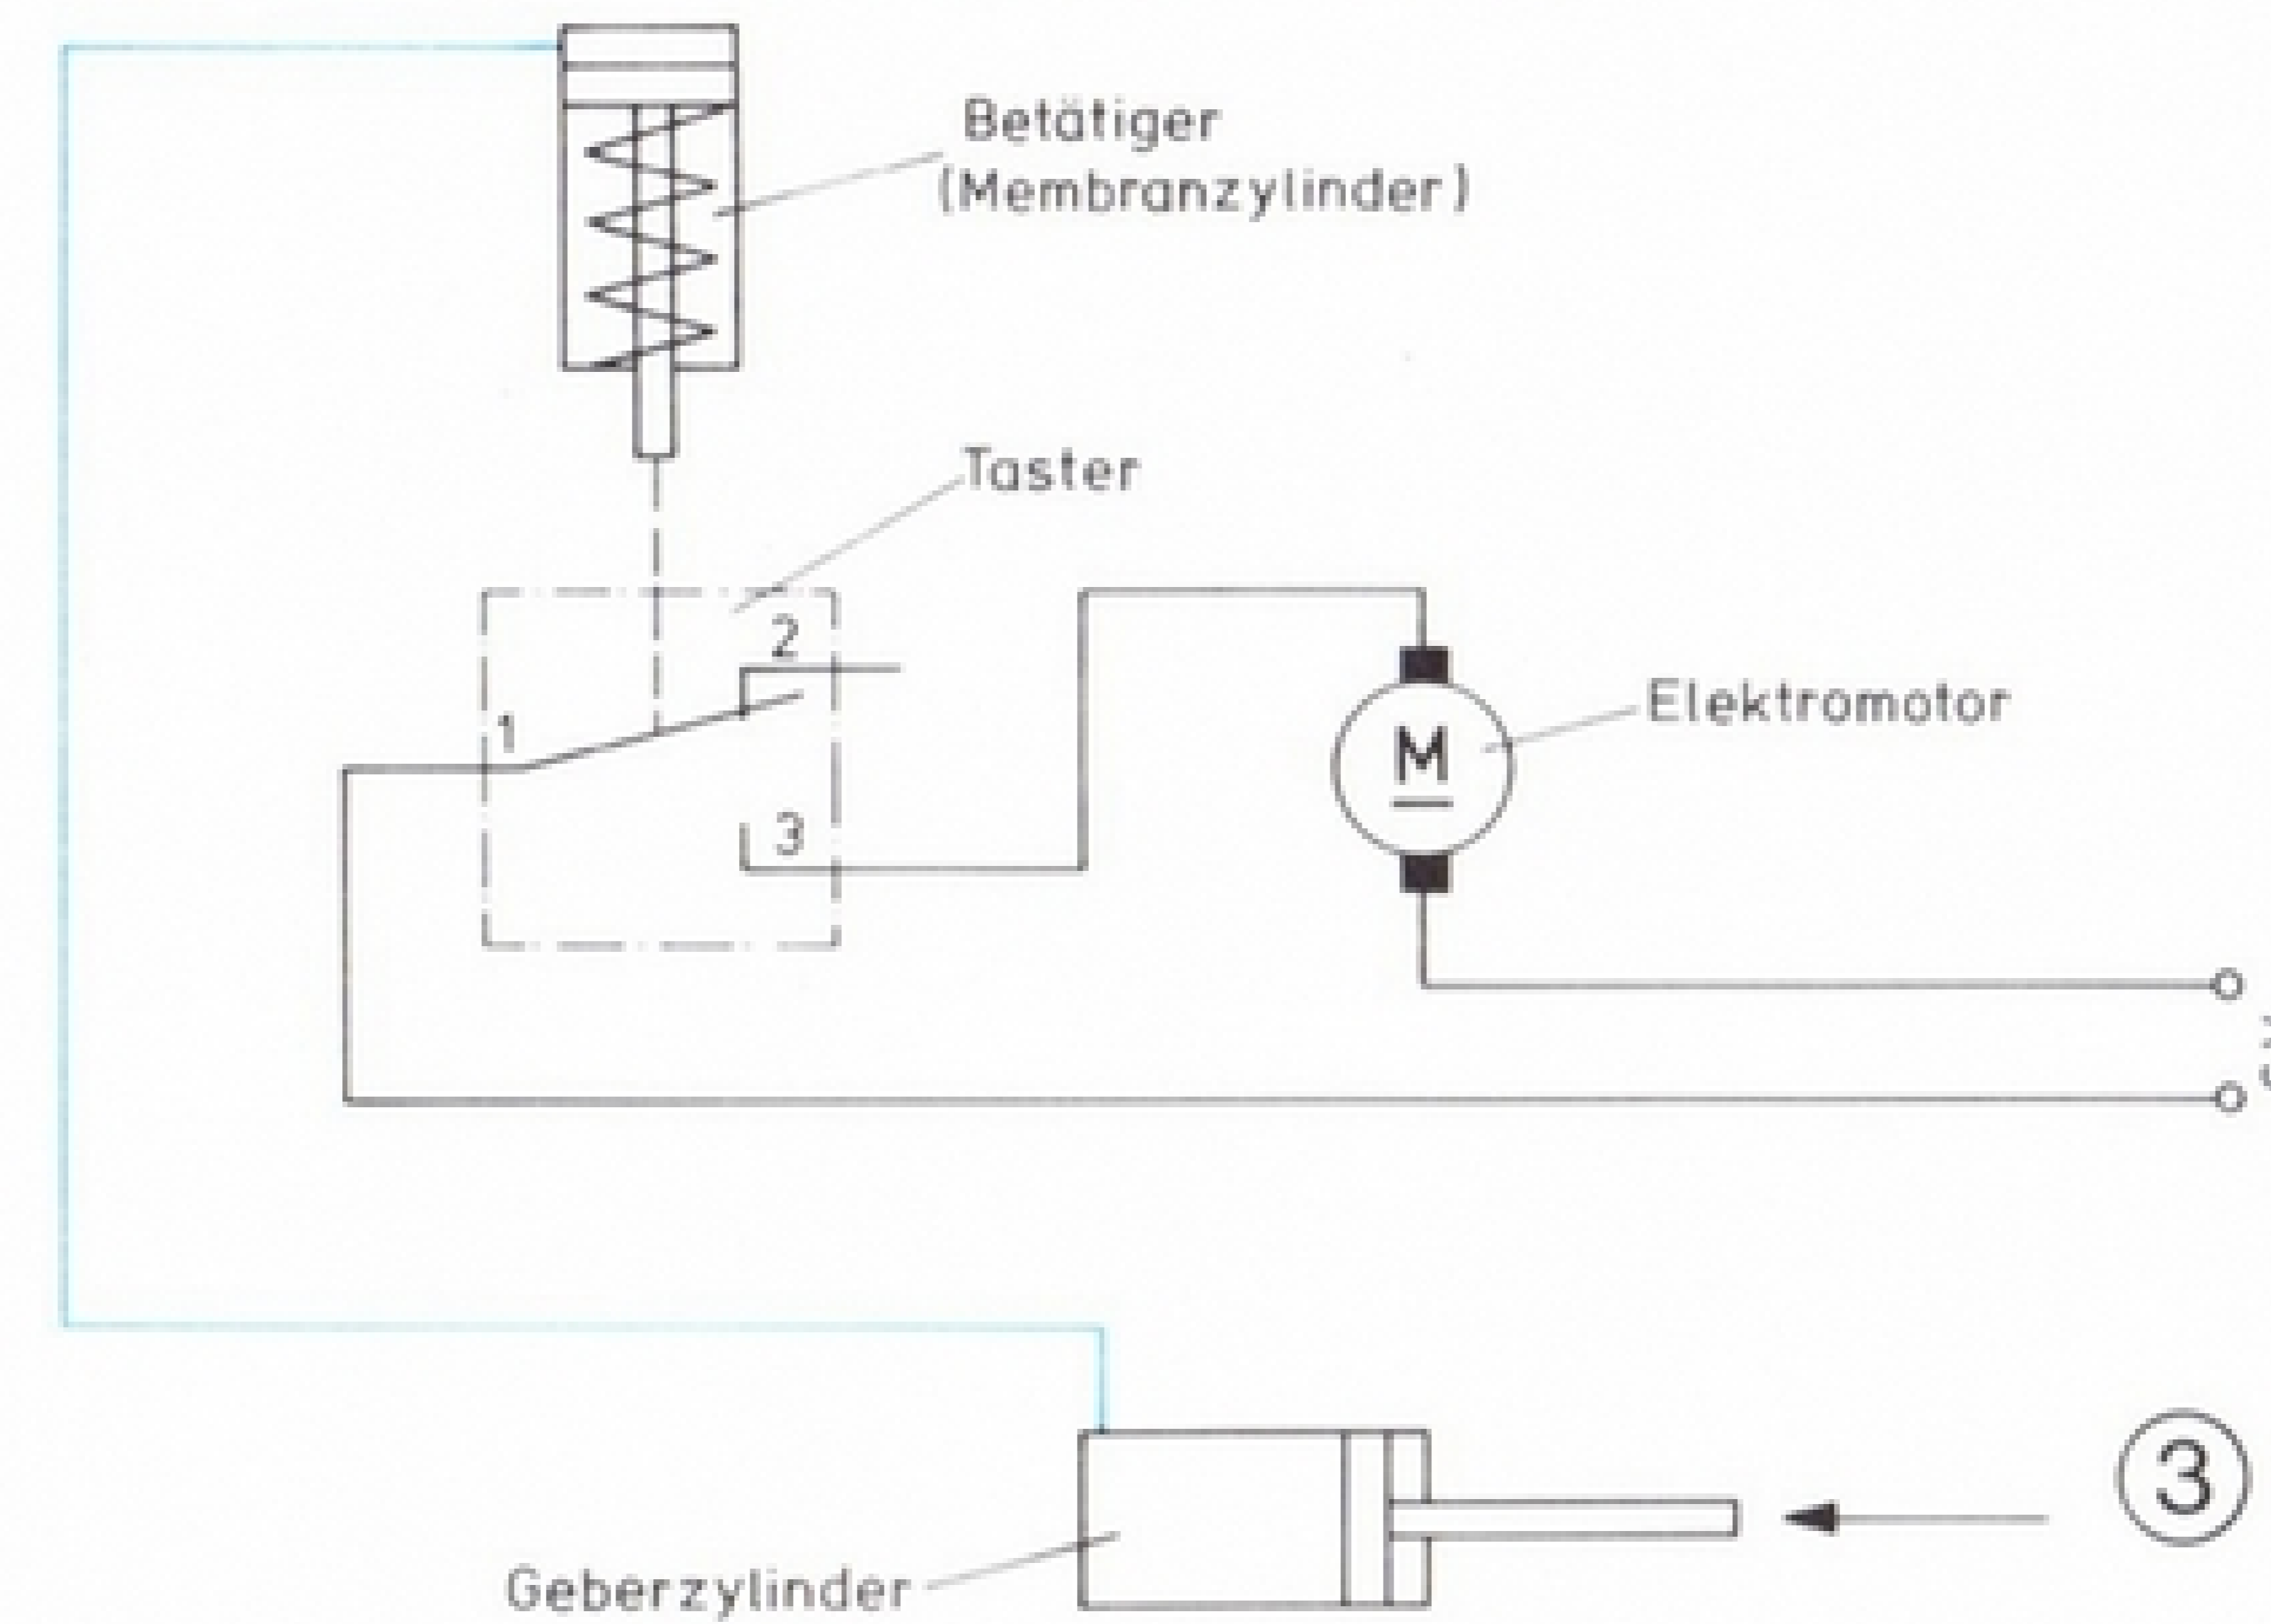 Betätiger
(Membranzylinder)
Taster
2
1
3
M
Elektromotor
3
Geberzylinder